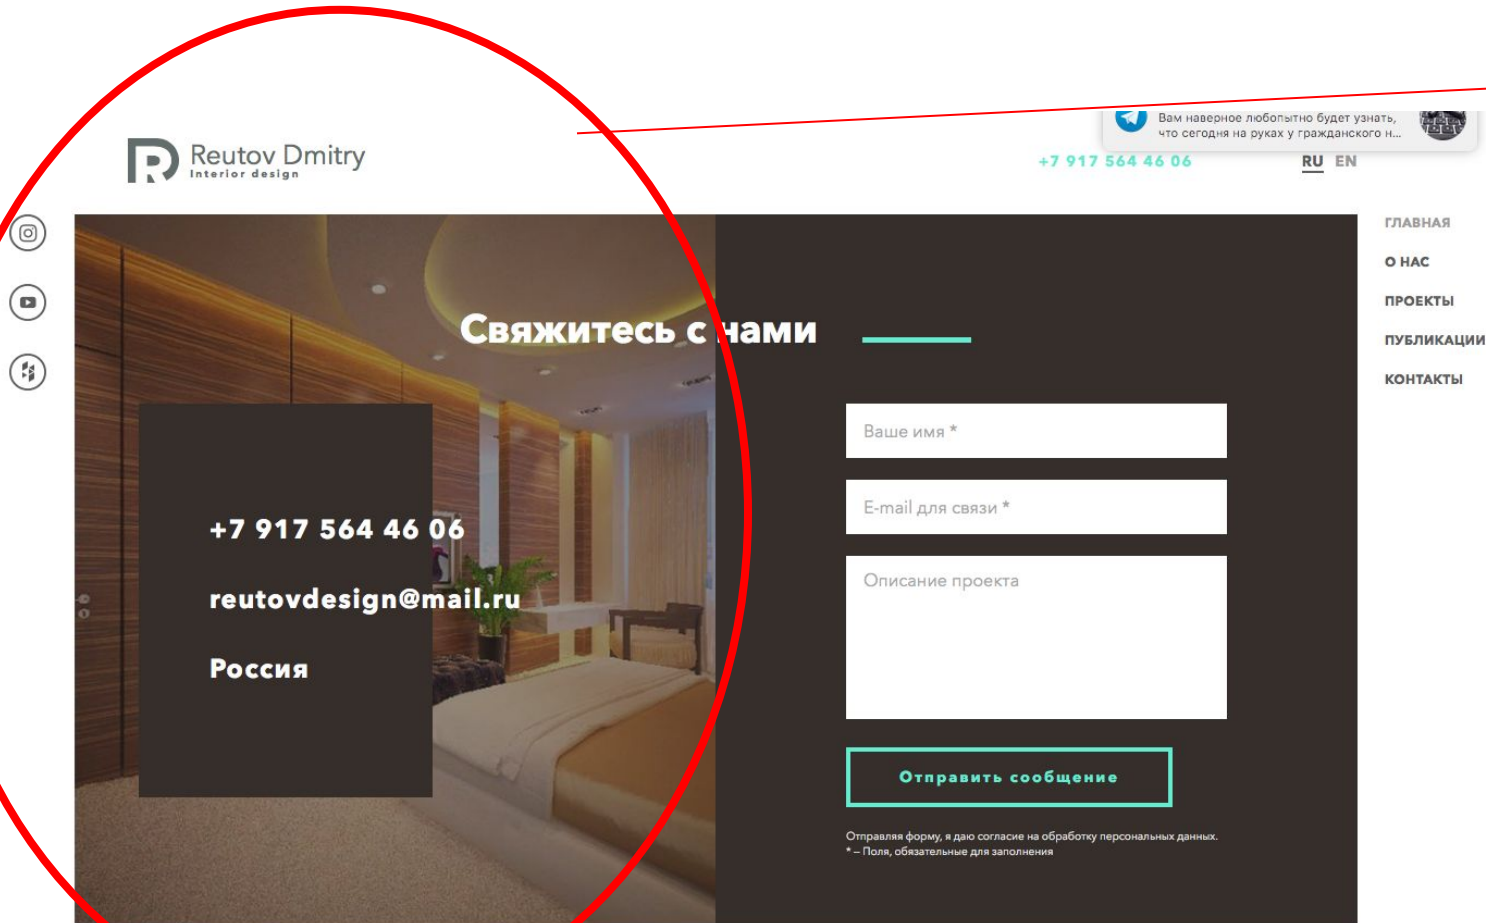 Вам наверное любопытно будет узнать,
что сегодня на руках у гражданского н...
Reutov Dmitry
Interior design
+7 917 564 46 06
RU EN
ГЛАВНАЯ
О НАС
ПРОЕКТЫ
ПУБЛИКАЦИИ
КОНТАКТЫ
Свяжитесь с нами
+7 917 564 46 06
reutovdesign@mail.ru
Россия
Ваше имя *
E-mail для связи *
Описание проекта
Отправить сообщение
Отправляя форму, я даю согласие на обработку персональных данных.
* – Поля, обязательные для заполнения